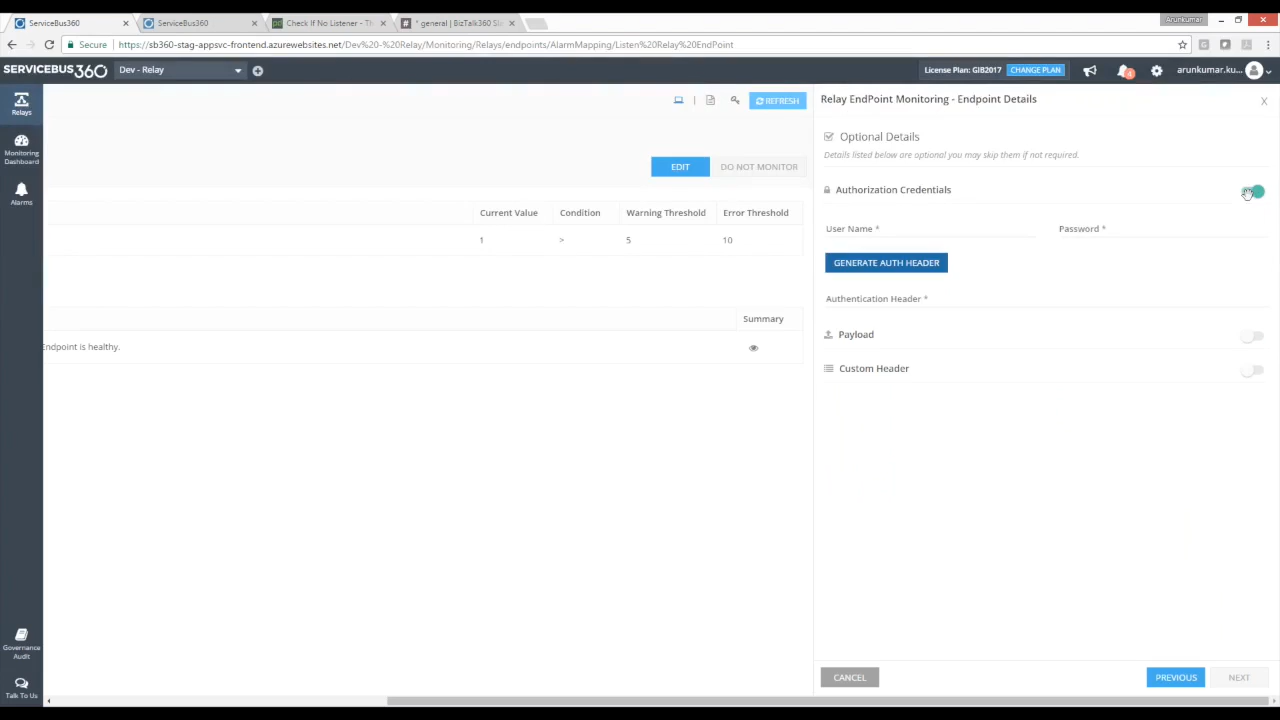 ServiceBus360
ServiceBus360
Check If No Listener - Th
* general | BizTalk360 Sl
Arunkumar
Secure
https://sb360-stag-appsvc-frontend.azurewebsites.net/Dev%20-%20Relay/Monitoring/Relays/endpoints/AlarmMapping/Listen%20Relay%20EndPoint
SERVICEBUS360
Dev - Relay
License Plan: GIB2017
CHANGE PLAN
4
arunkumar.ku...
Relays
Monitoring
Dashboard
Alarms
Governance
Audit
Talk To Us
REFRESH
EDIT
DO NOT MONITOR
Current Value
Condition
Warning Threshold
Error Threshold
1
>
5
10
Summary
Endpoint is healthy.
Relay EndPoint Monitoring - Endpoint Details
X
Optional Details
Details listed below are optional you may skip them if not required.
Authorization Credentials
User Name *
Password *
GENERATE AUTH HEADER
Authentication Header *
Payload
Custom Header
CANCEL
PREVIOUS
NEXT